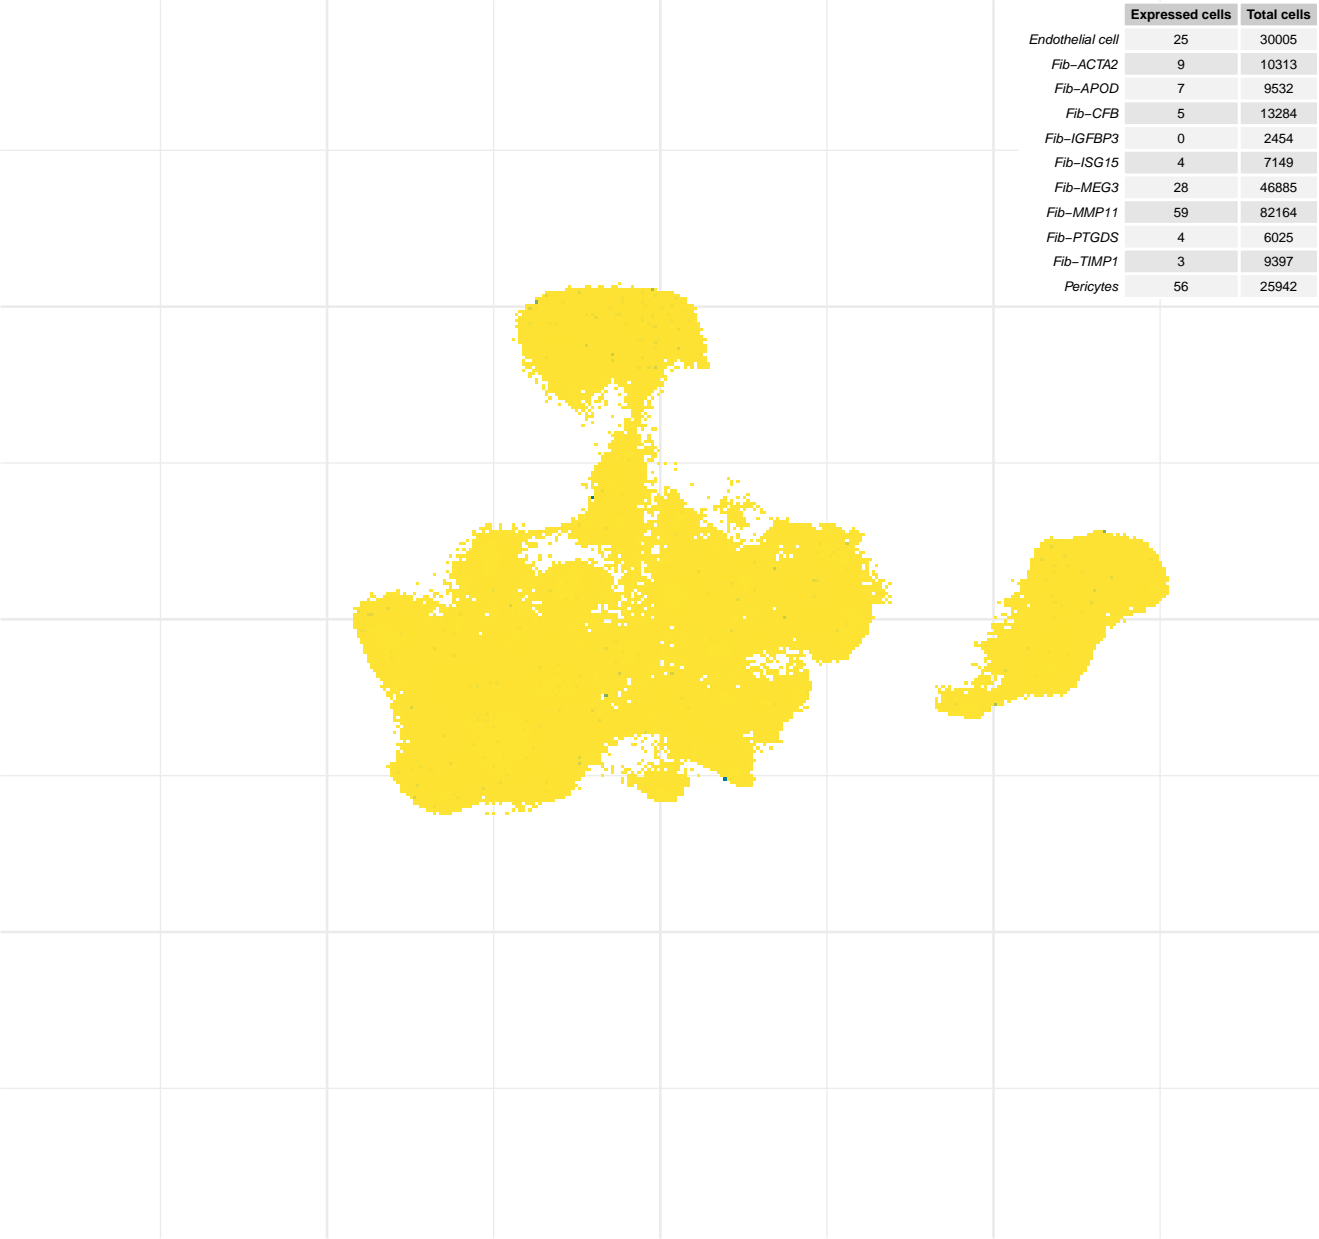 Expressed cells Total cells
Endothelial cell 25 30005
Fib−ACTA2 9 10313
Fib−APOD 7 9532
Fib−CFB 5 13284
Fib−IGFBP3 0 2454
Fib−ISG15 4 7149
Fib−MEG3 28 46885
Fib−MMP11 59 82164
Fib−PTGDS 4 6025
Fib−TIMP1 3 9397
Pericytes 56 25942